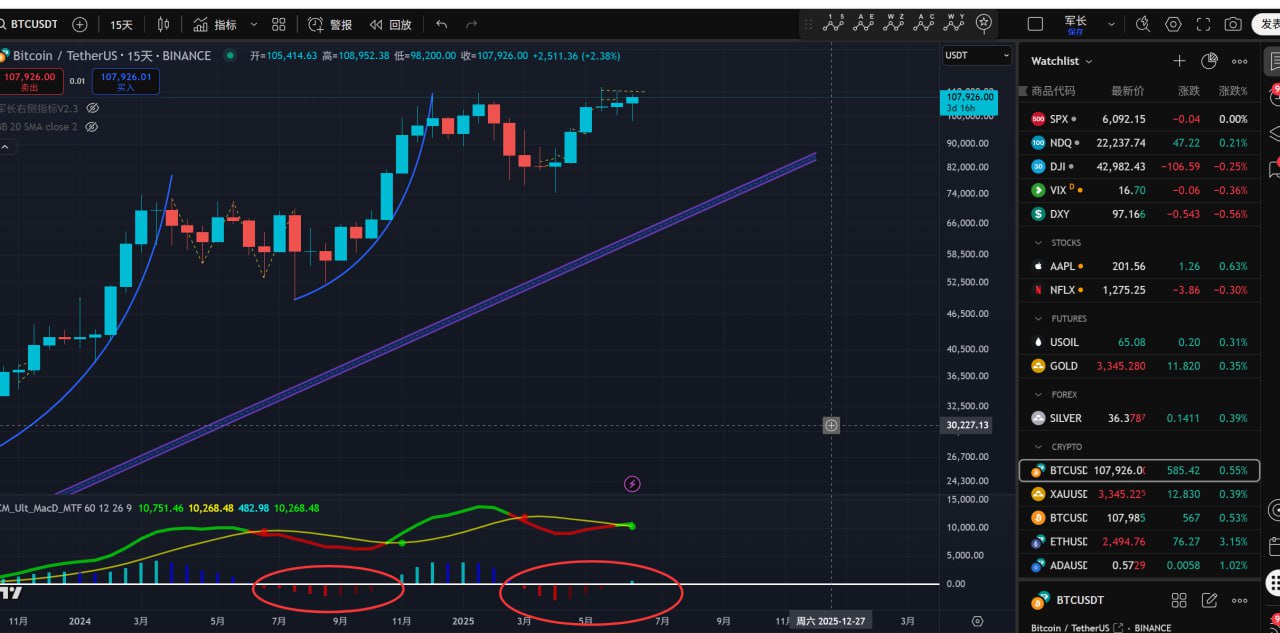 BTCUSDT 15天 指标 警报 回放 1 5 A E W Z A C W Y 军长 保存 发表
Bitcoin / TetherUS · 15天 · BINANCE 开=105,414.63 高=108,952.38 低=98,200.00 收=107,926.00 +2,511.36 (+2.38%) USDT
107,926.00 卖出 0.01 107,926.01 买入
军长右侧指标V2.3
BB 20 SMA close 2
107,926.00
3d 16h
100,000.00
90,000.00
82,000.00
74,000.00
66,000.00
58,500.00
52,500.00
46,500.00
40,500.00
36,500.00
32,500.00
30,227.13
26,700.00
24,300.00
CM_Ult_MacD_MTF 60 12 26 9 10,751.46 10,268.48 482.98 10,268.48
15,000.00
10,000.00
5,000.00
0.00
11月 2024 3月 5月 7月 9月 11月 2025 3月 5月 7月 9月 周六 2025-12-27 3月
Watchlist
商品代码 最新价 涨跌 涨跌%
500 SPX 6,092.15 −0.04 0.00%
100 NDQ 22,237.74 47.22 0.21%
30 DJI 42,982.43 −106.59 −0.25%
VIX D 16.70 −0.06 −0.36%
DXY 97.166 −0.543 −0.56%
STOCKS
AAPL 201.56 1.26 0.63%
NFLX 1,275.25 −3.86 −0.30%
FUTURES
USOIL 65.08 0.20 0.31%
GOLD 3,345.280 11.820 0.35%
FOREX
SILVER 36.3787 0.1411 0.39%
CRYPTO
BTCUSD 107,926.0 585.42 0.55%
XAUUSD 3,345.225 12.830 0.39%
BTCUSD 107,985 567 0.53%
ETHUSD 2,494.76 76.27 3.15%
ADAUSD 0.5729 0.0058 1.02%
BTCUSDT
Bitcoin / TetherUS · BINANCE